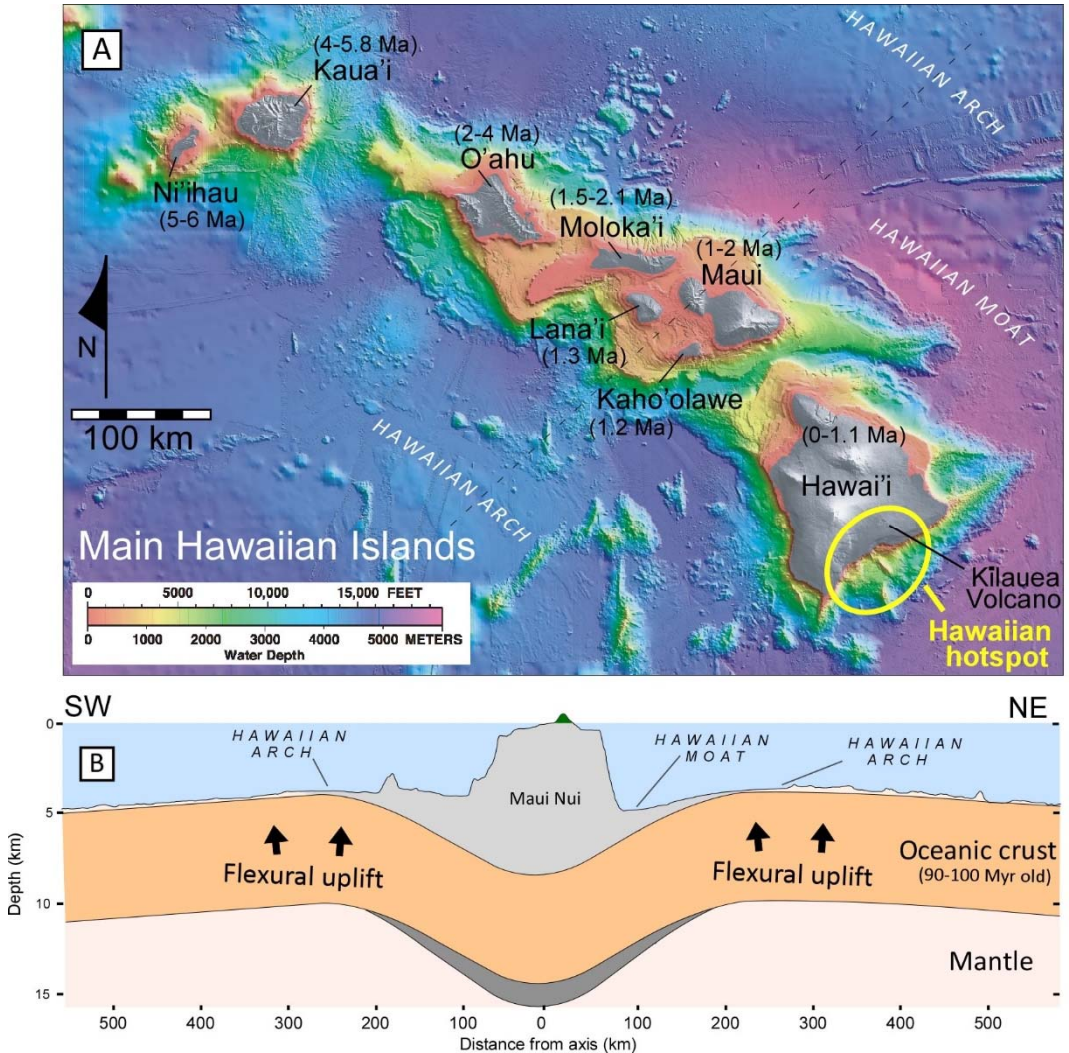 A
(4-5.8 Ma)
Kaua'i
HAWAIIAN ARCH
(2-4 Ma)
O'ahu
Ni'ihau
(5-6 Ma)
(1.5-2.1 Ma)
Moloka'i
(1-2 Ma)
Maui
HAWAIIAN MOAT
N
Lana'i
(1.3 Ma)
Kaho'olawe
(1.2 Ma)
100 km
(0-1.1 Ma)
Hawai'i
HAWAIIAN ARCH
Main Hawaiian Islands
Kīlauea
Volcano
Hawaiian
hotspot
0 5000 10,000 15,000 FEET
0 1000 2000 3000 4000 5000 METERS
Water Depth
SW
NE
B
HAWAIIAN
ARCH
HAWAIIAN
MOAT
HAWAIIAN
ARCH
Maui Nui
Flexural uplift
Flexural uplift
Oceanic crust
(90-100 Myr old)
Mantle
Depth (km)
0
5
10
15
500 400 300 200 100 0 100 200 300 400 500
Distance from axis (km)